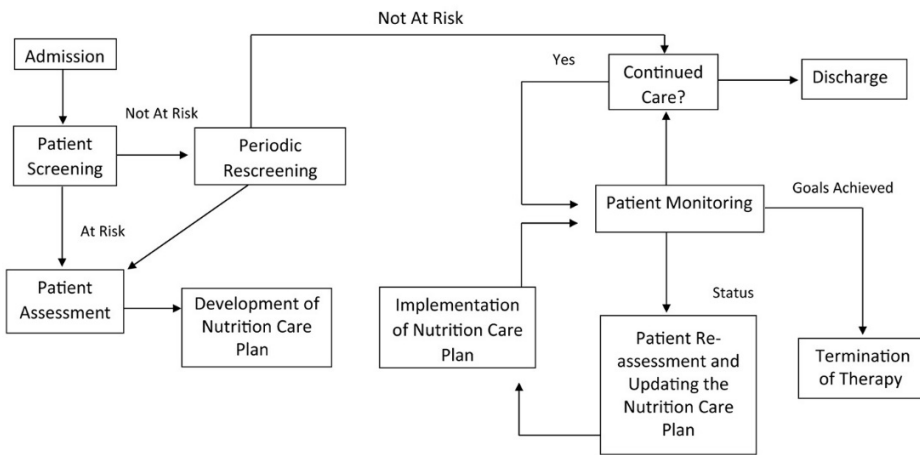 Not At Risk
Admission
Yes
Continued
Care?
Discharge
Not At Risk
Patient
Screening
Periodic
Rescreening
Goals Achieved
Patient Monitoring
At Risk
Patient
Assessment
Development of
Nutrition Care
Plan
Implementation
of Nutrition Care
Plan
Status
Patient Re-
assessment and
Updating the
Nutrition Care
Plan
Termination
of Therapy